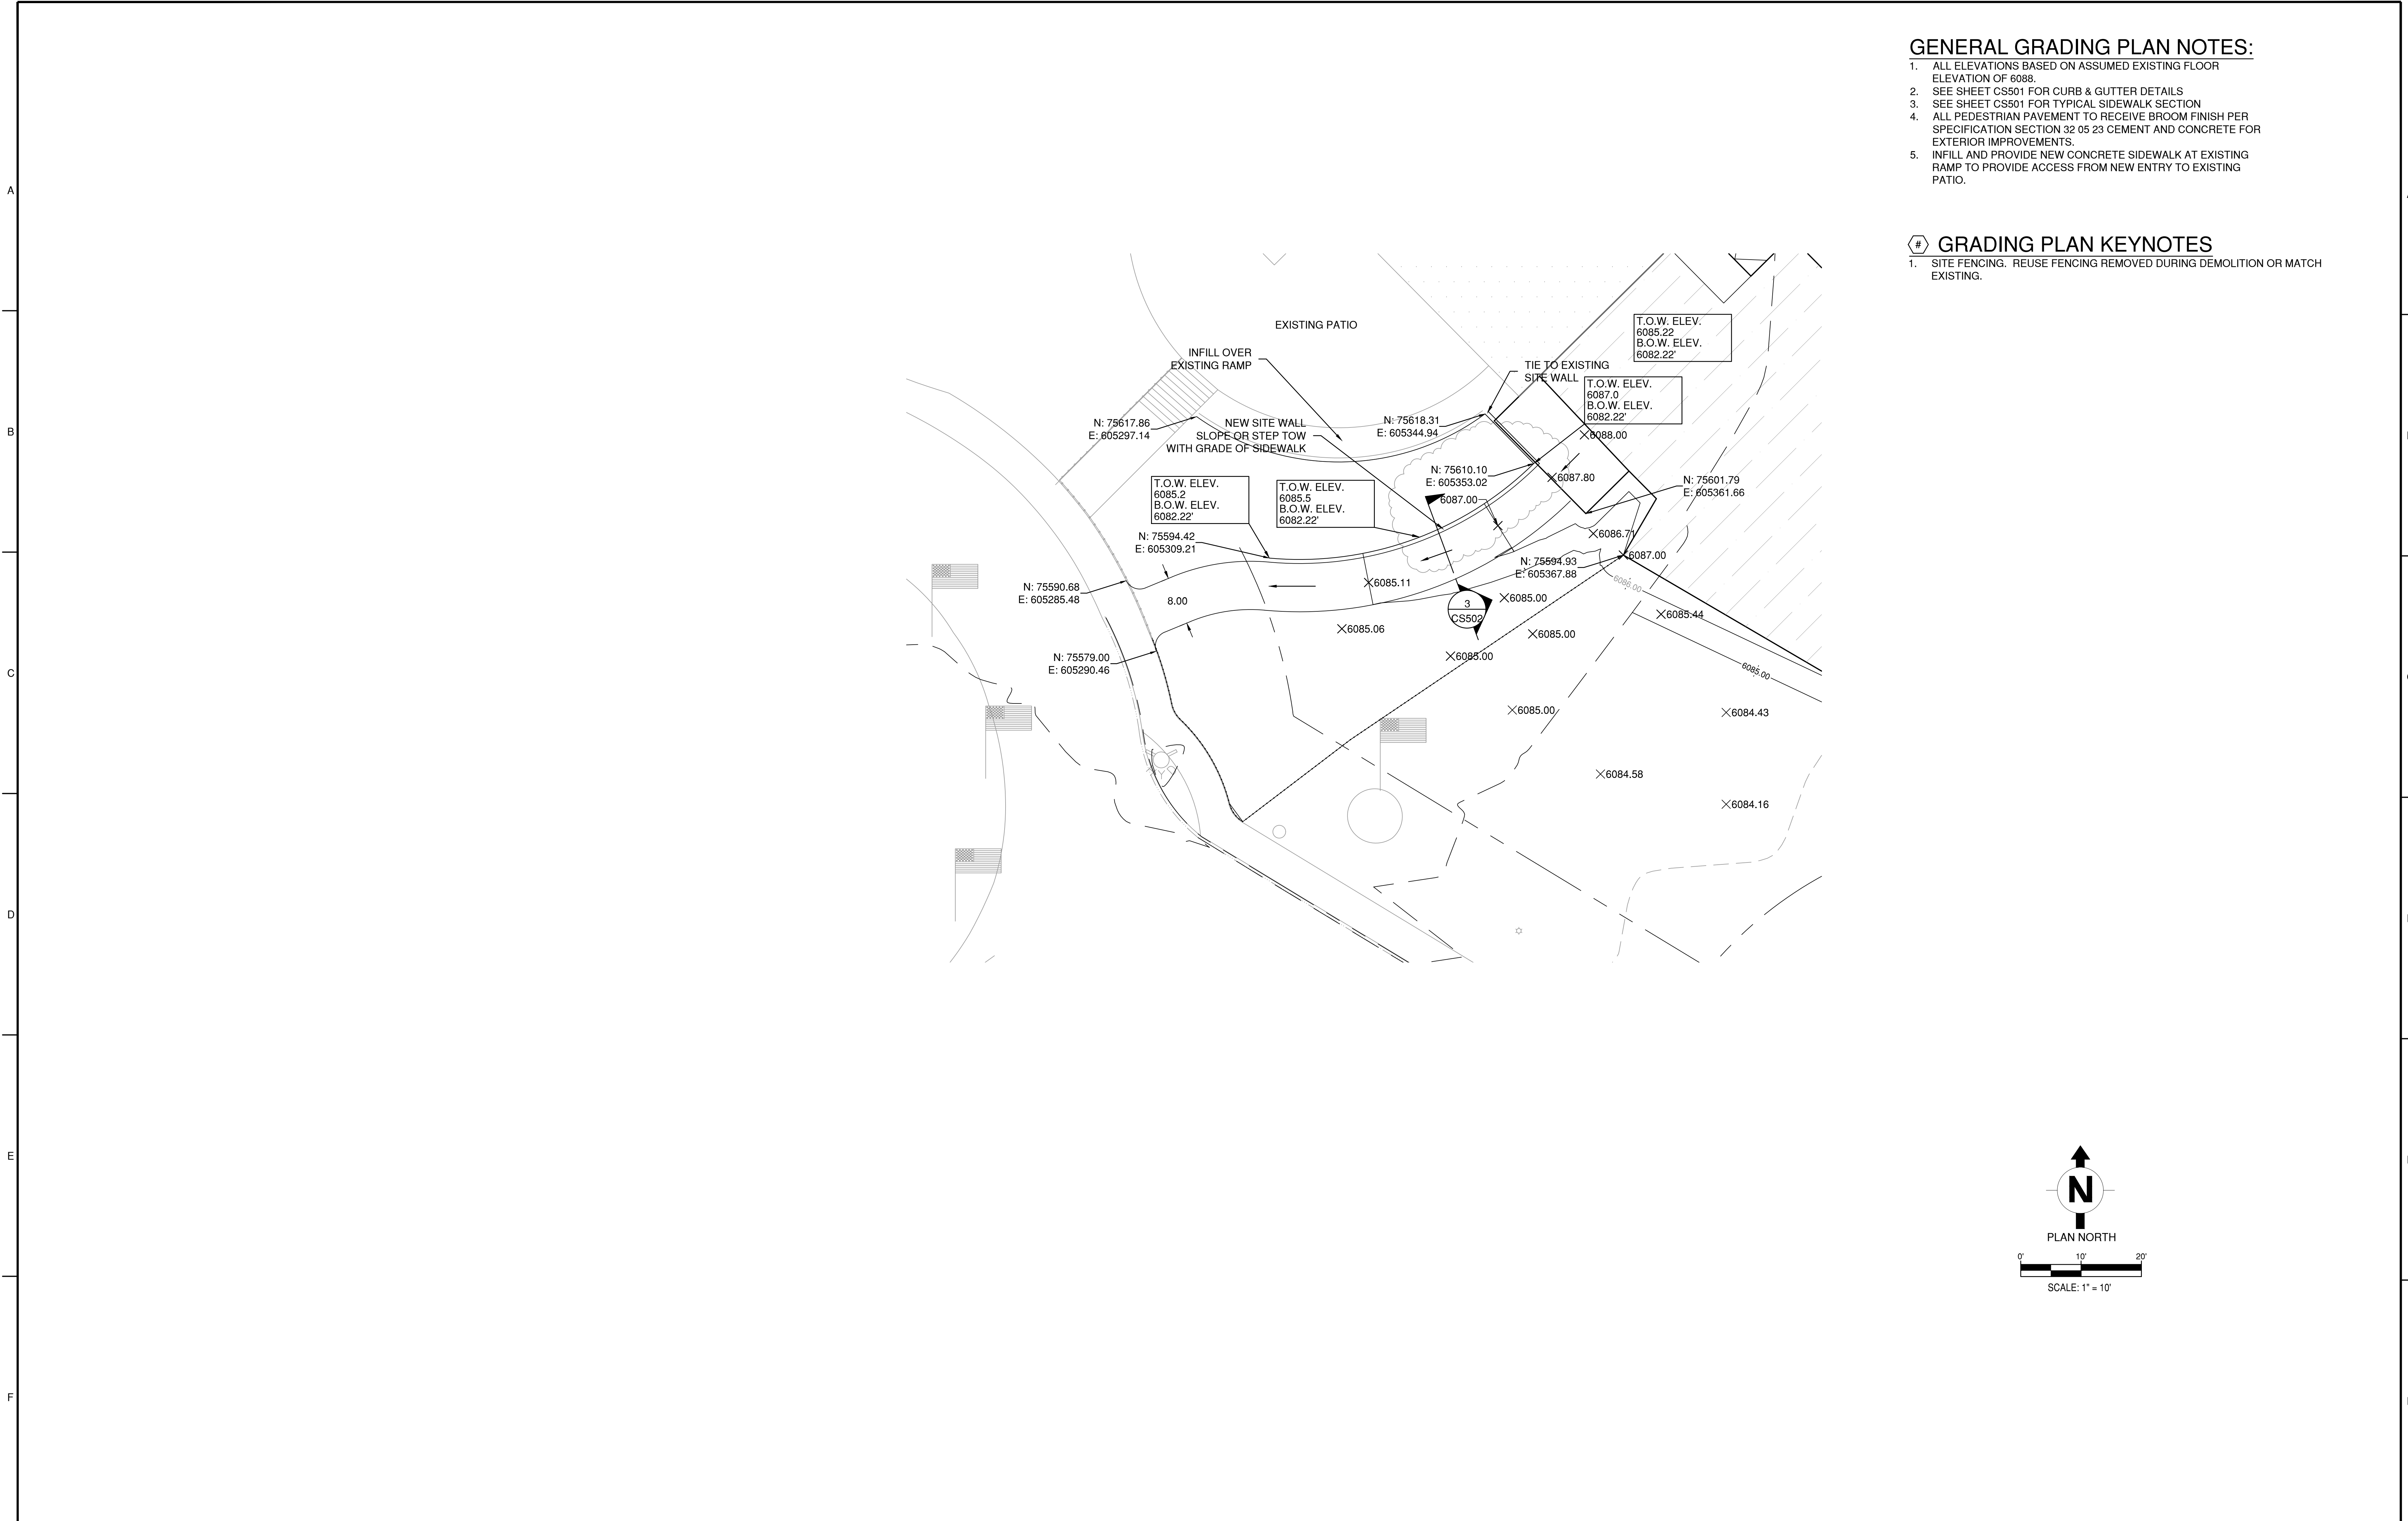 GENERAL GRADING PLAN NOTES:
1. ALL ELEVATIONS BASED ON ASSUMED EXISTING FLOOR
ELEVATION OF 6088.
2. SEE SHEET CS501 FOR CURB & GUTTER DETAILS
3. SEE SHEET CS501 FOR TYPICAL SIDEWALK SECTION
4. ALL PEDESTRIAN PAVEMENT TO RECEIVE BROOM FINISH PER
SPECIFICATION SECTION 32 05 23 CEMENT AND CONCRETE FOR
EXTERIOR IMPROVEMENTS.
5. INFILL AND PROVIDE NEW CONCRETE SIDEWALK AT EXISTING
RAMP TO PROVIDE ACCESS FROM NEW ENTRY TO EXISTING
PATIO.
# GRADING PLAN KEYNOTES
1. SITE FENCING. REUSE FENCING REMOVED DURING DEMOLITION OR MATCH
EXISTING.
A
B
C
D
E
F
EXISTING PATIO
INFILL OVER
EXISTING RAMP
TIE TO EXISTING
SITE WALL
T.O.W. ELEV.
6085.22
B.O.W. ELEV.
6082.22'
T.O.W. ELEV.
6087.0
B.O.W. ELEV.
6082.22'
N: 75617.86
E: 605297.14
NEW SITE WALL
SLOPE OR STEP TOW
WITH GRADE OF SIDEWALK
N: 75618.31
E: 605344.94
6088.00
N: 75610.10
E: 605353.02
6087.80
N: 75601.79
E: 605361.66
T.O.W. ELEV.
6085.2
B.O.W. ELEV.
6082.22'
T.O.W. ELEV.
6085.5
B.O.W. ELEV.
6082.22'
6087.00
N: 75594.42
E: 605309.21
6086.71
6087.00
N: 75594.93
E: 605367.88
N: 75590.68
E: 605285.48
6085.11
6086.00
8.00
3
CS502
6085.00
6085.44
6085.06
6085.00
6085.00
N: 75579.00
E: 605290.46
6085.00
6085.00
6084.43
6084.58
6084.16
N
PLAN NORTH
0' 10' 20'
SCALE: 1" = 10'